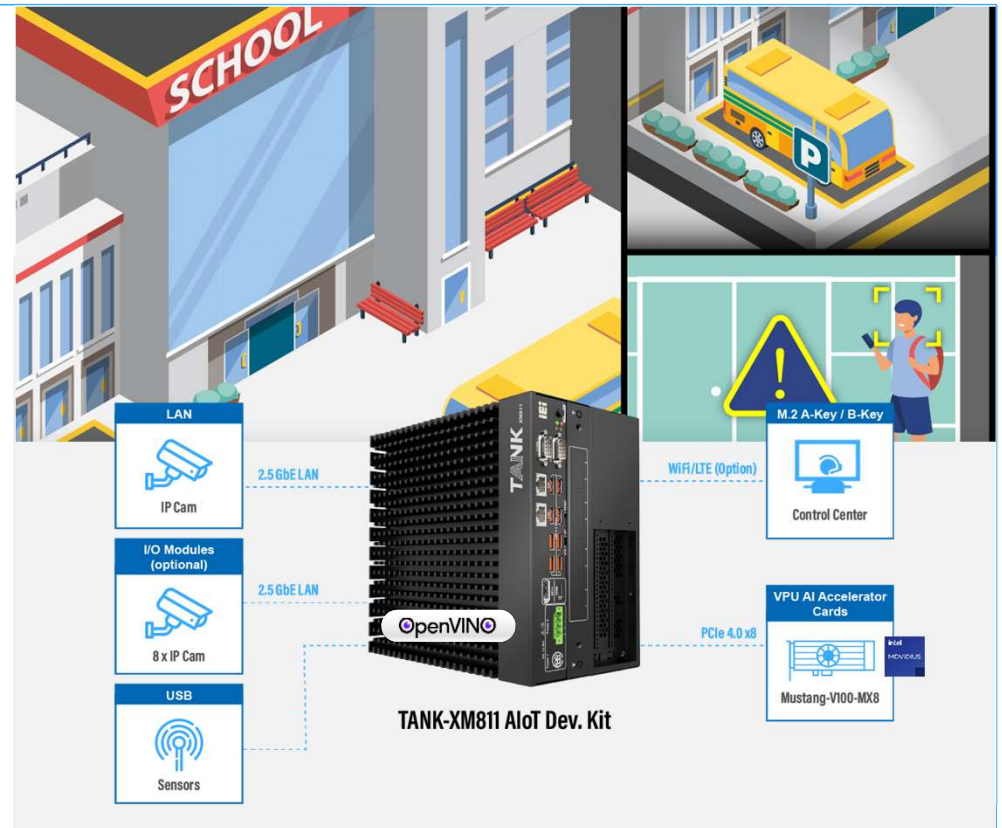 SCHOOL
P
LAN
IP Cam
2.5 GbE LAN
I/O Modules
(optional)
8 x IP Cam
2.5 GbE LAN
USB
Sensors
iEi
TANK XM811
OpenVINO
TANK-XM811 AIoT Dev. Kit
WiFi/LTE (Option)
M.2 A-Key / B-Key
Control Center
PCIe 4.0 x8
VPU AI Accelerator
Cards
Mustang-V100-MX8
intel
MOVIDIUS